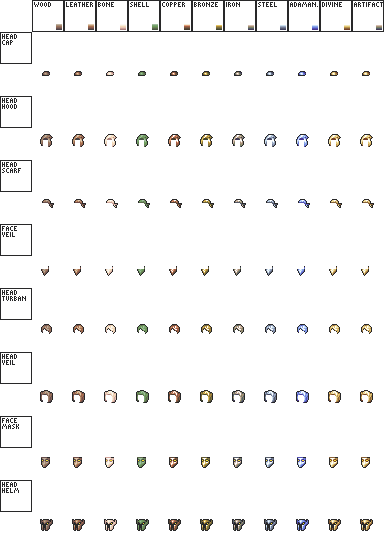 WOOD LEATHER BONE SHELL COPPER BRONZE IRON STEEL ADAMAN. DIVINE ARTIFACT
HEAD
CAP
HEAD
HOOD
HEAD
SCARF
FACE
VEIL
HEAD
TURBAN
HEAD
VEIL
FACE
MASK
HEAD
HELM